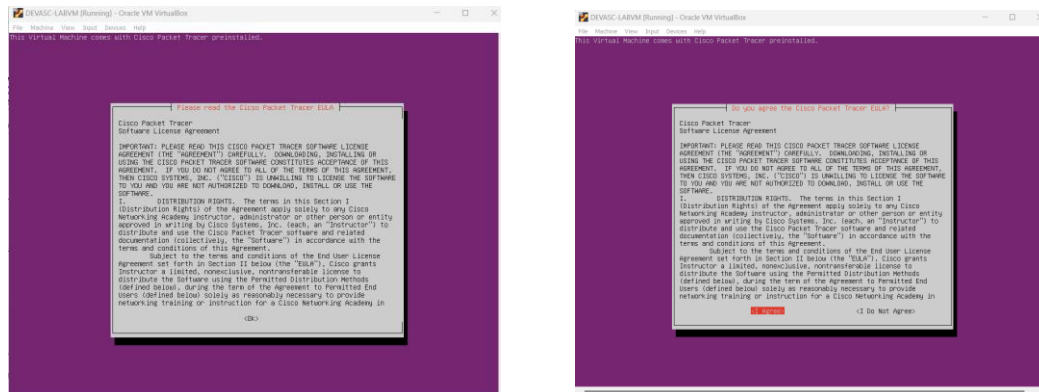 DEVASC-LABVM [Running] - Oracle VM VirtualBox
File Machine View Input Devices Help
This Virtual Machine comes with Cisco Packet Tracer preinstalled.
Please read the Cicso Packet Tracer EULA
Cisco Packet Tracer
Software License Agreement
IMPORTANT: PLEASE READ THIS CISCO PACKET TRACER SOFTWARE LICENSE
AGREEMENT (THE "AGREEMENT") CAREFULLY. DOWNLOADING, INSTALLING OR
USING THE CISCO PACKET TRACER SOFTWARE CONSTITUTES ACCEPTANCE OF THIS
AGREEMENT. IF YOU DO NOT AGREE TO ALL OF THE TERMS OF THIS AGREEMENT,
THEN CISCO SYSTEMS, INC. ("CISCO") IS UNWILLING TO LICENSE THE SOFTWARE
TO YOU AND YOU ARE NOT AUTHORIZED TO DOWNLOAD, INSTALL OR USE THE
SOFTWARE.
I. DISTRIBUTION RIGHTS. The terms in this Section I
(Distribution Rights) of the Agreement apply solely to any Cisco
Networking Academy instructor, administrator or other person or entity
approved in writing by Cisco Systems, Inc. (each, an "Instructor") to
distribute and use the Cisco Packet Tracer software and related
documentation (collectively, the "Software") in accordance with the
terms and conditions of this Agreement.
Subject to the terms and conditions of the End User License
Agreement set forth in Section II below (the "EULA"), Cisco grants
Instructor a limited, nonexclusive, nontransferable license to
distribute the Software using the Permitted Distribution Methods
(defined below), during the term of the Agreement to Permitted End
Users (defined below) solely as reasonably necessary to provide
networking training or instruction for a Cisco Networking Academy in
<Ok>
DEVASC-LABVM [Running] - Oracle VM VirtualBox
File Machine View Input Devices Help
This Virtual Machine comes with Cisco Packet Tracer preinstalled.
Do you agree the Cisco Packet Tracer EULA?
Cisco Packet Tracer
Software License Agreement
IMPORTANT: PLEASE READ THIS CISCO PACKET TRACER SOFTWARE LICENSE
AGREEMENT (THE "AGREEMENT") CAREFULLY. DOWNLOADING, INSTALLING OR
USING THE CISCO PACKET TRACER SOFTWARE CONSTITUTES ACCEPTANCE OF THIS
AGREEMENT. IF YOU DO NOT AGREE TO ALL OF THE TERMS OF THIS AGREEMENT,
THEN CISCO SYSTEMS, INC. ("CISCO") IS UNWILLING TO LICENSE THE SOFTWARE
TO YOU AND YOU ARE NOT AUTHORIZED TO DOWNLOAD, INSTALL OR USE THE
SOFTWARE.
I. DISTRIBUTION RIGHTS. The terms in this Section I
(Distribution Rights) of the Agreement apply solely to any Cisco
Networking Academy instructor, administrator or other person or entity
approved in writing by Cisco Systems, Inc. (each, an "Instructor") to
distribute and use the Cisco Packet Tracer software and related
documentation (collectively, the "Software") in accordance with the
terms and conditions of this Agreement.
Subject to the terms and conditions of the End User License
Agreement set forth in Section II below (the "EULA"), Cisco grants
Instructor a limited, nonexclusive, nontransferable license to
distribute the Software using the Permitted Distribution Methods
(defined below), during the term of the Agreement to Permitted End
Users (defined below) solely as reasonably necessary to provide
networking training or instruction for a Cisco Networking Academy in
<I Agree> <I Do Not Agree>